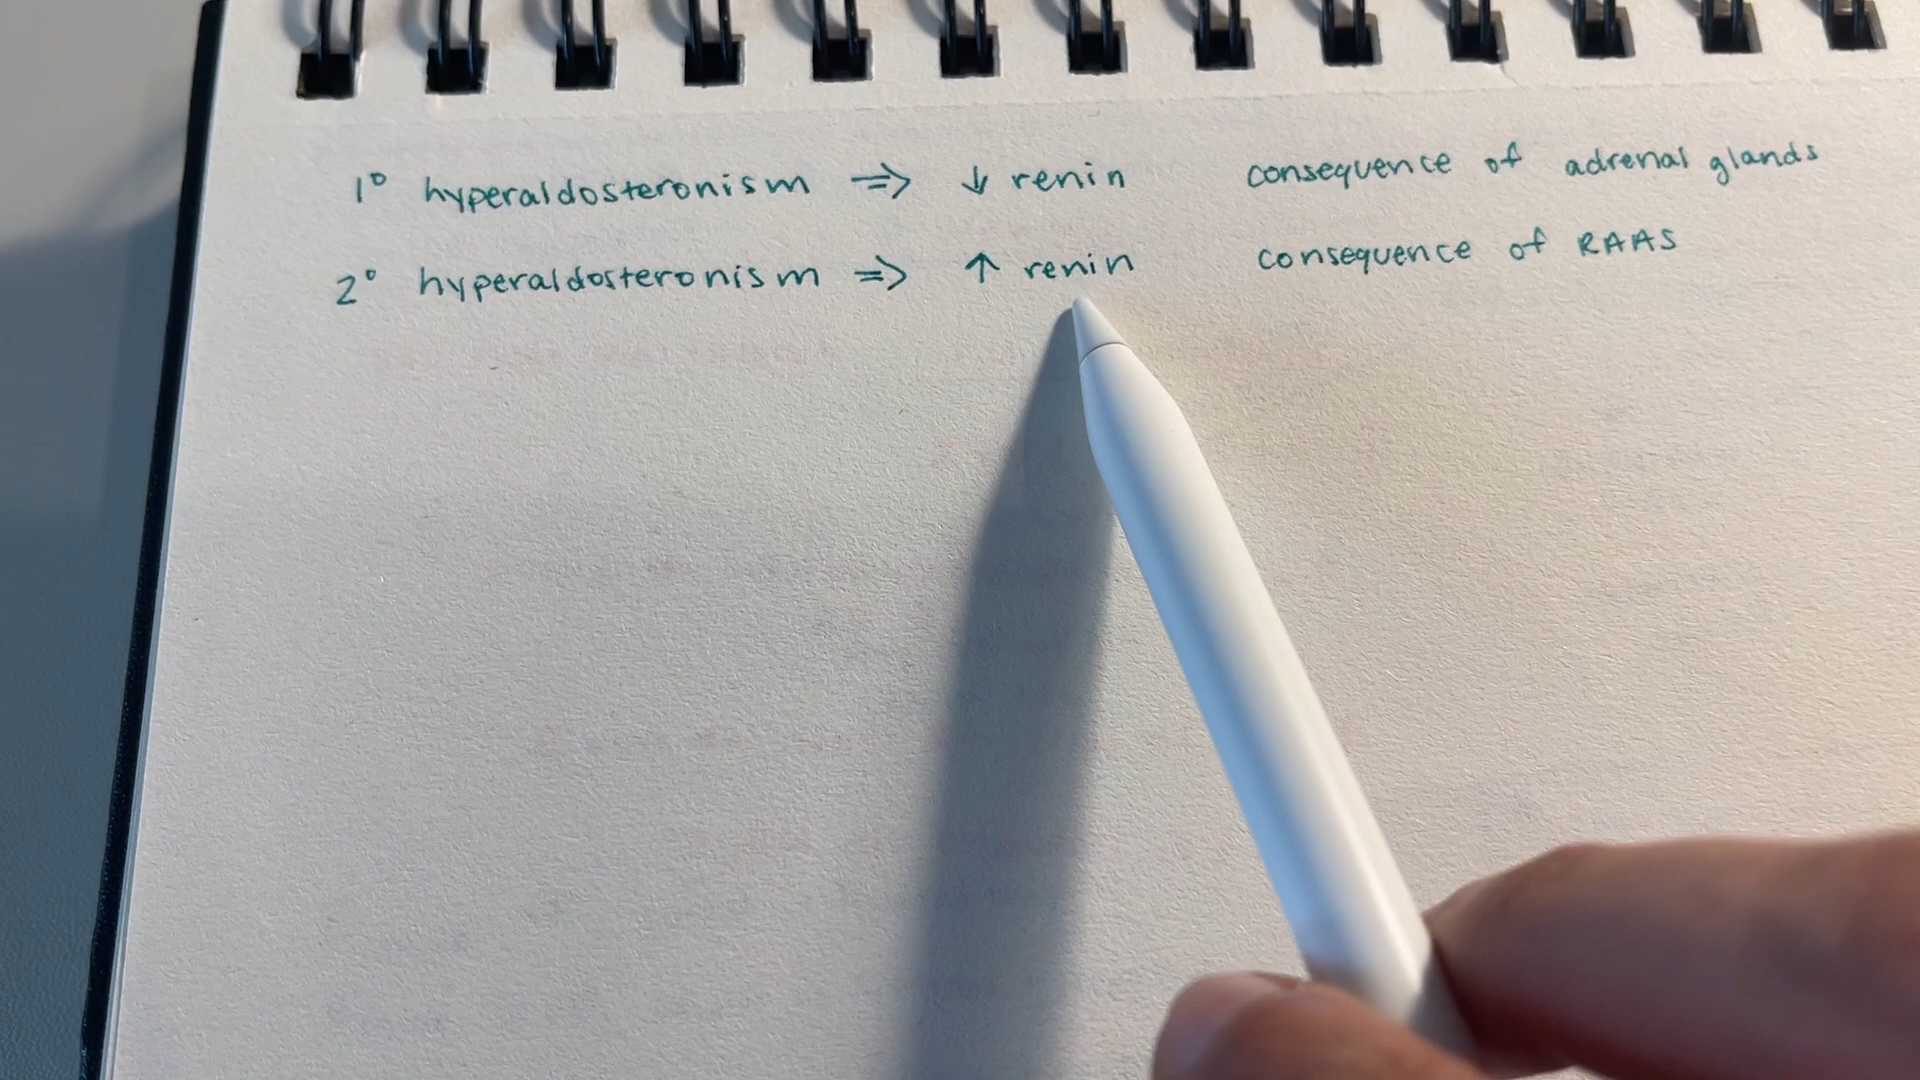 1° hyperaldosteronism => ↓ renin consequence of adrenal glands
2° hyperaldosteronism => ↑ renin consequence of RAAS